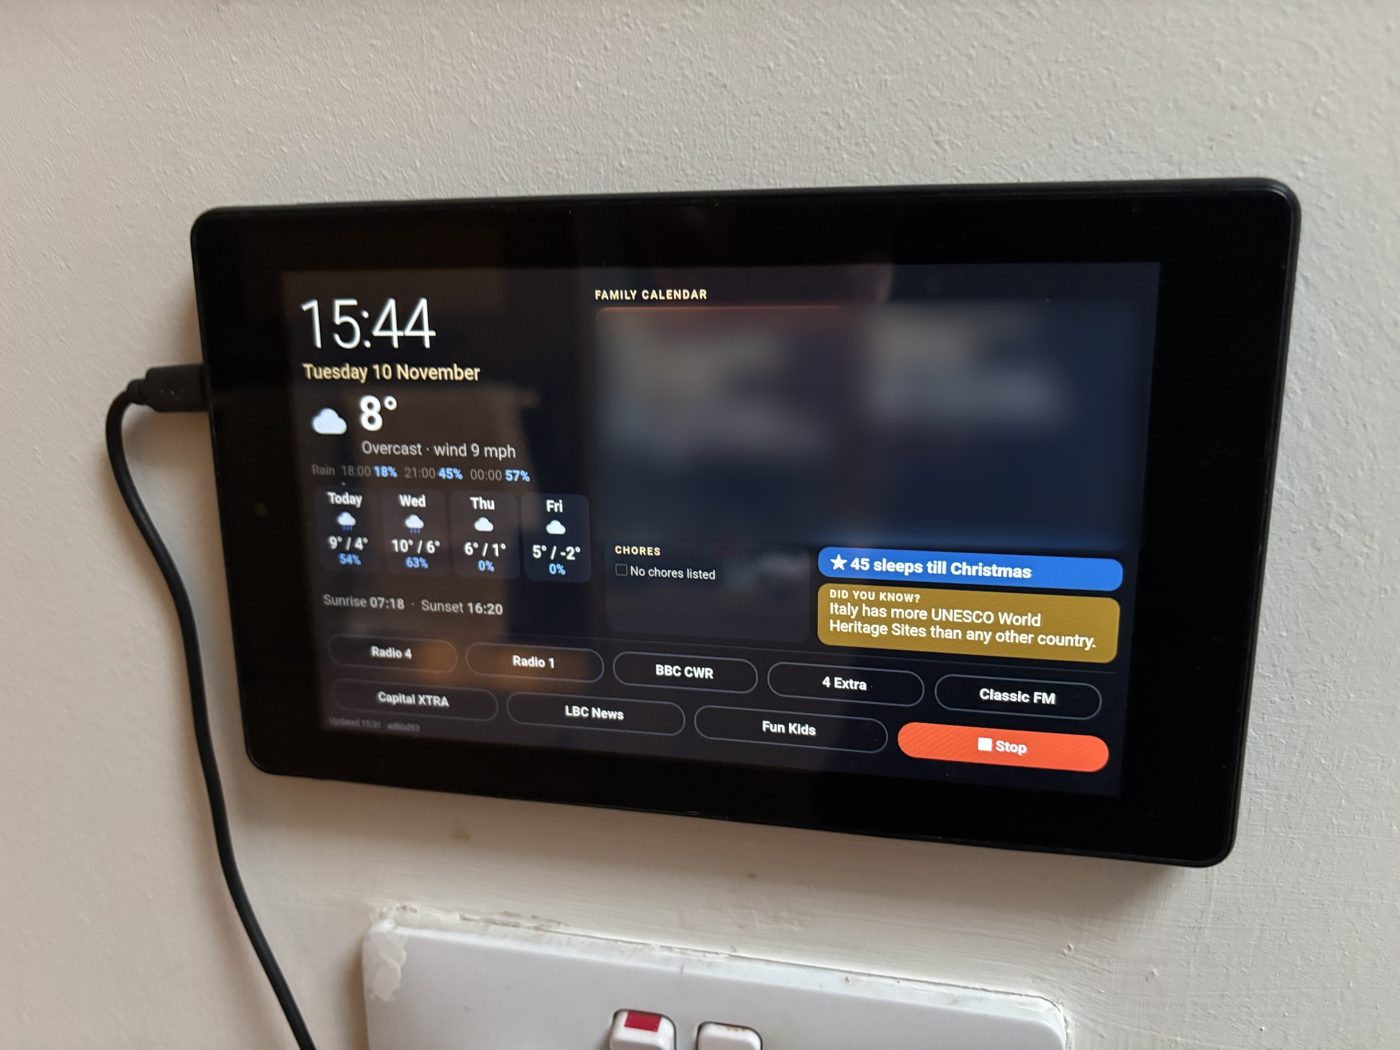 15:44
Tuesday 10 November
8°
Overcast · wind 9 mph
Rain 18:00 18% 21:00 45% 00:00 57%
Today Wed Thu Fri
9° / 4° 10° / 6° 6° / 1° 5° / -2°
54% 63% 0% 0%
Sunrise 07:18 · Sunset 16:20
FAMILY CALENDAR
CHORES
No chores listed
★ 45 sleeps till Christmas
DID YOU KNOW?
Italy has more UNESCO World
Heritage Sites than any other country.
Radio 4 Radio 1 BBC CWR 4 Extra Classic FM
Capital XTRA LBC News Fun Kids Stop
Updated 15:31